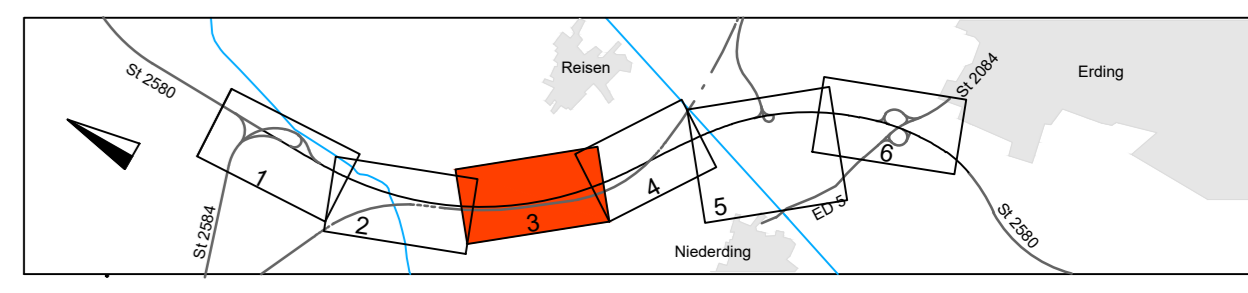 St 2580
Reisen
St 2084
Erding
1
2
3
4
5
6
St 2584
ED 5
Niederding
St 2580